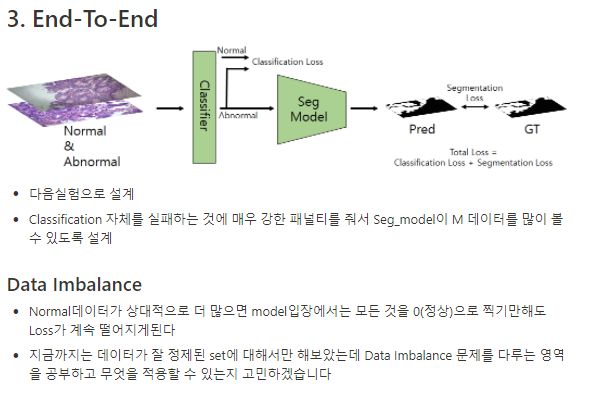 3. End-To-End
Normal
Classification Loss
Classifier
Abnormal
Seg
Model
Segmentation
Loss
Normal
&
Abnormal
Pred
GT
Total Loss =
Classification Loss + Segmentation Loss
• 다음실험으로 설계
• Classification 자체를 실패하는 것에 매우 강한 패널티를 줘서 Seg_model이 M 데이터를 많이 볼
수 있도록 설계
Data Imbalance
• Normal데이터가 상대적으로 더 많으면 model입장에서는 모든 것을 0(정상)으로 찍기만해도
Loss가 계속 떨어지게된다
• 지금까지는 데이터가 잘 정제된 set에 대해서만 해보았는데 Data Imbalance 문제를 다루는 영역
을 공부하고 무엇을 적용할 수 있는지 고민하겠습니다